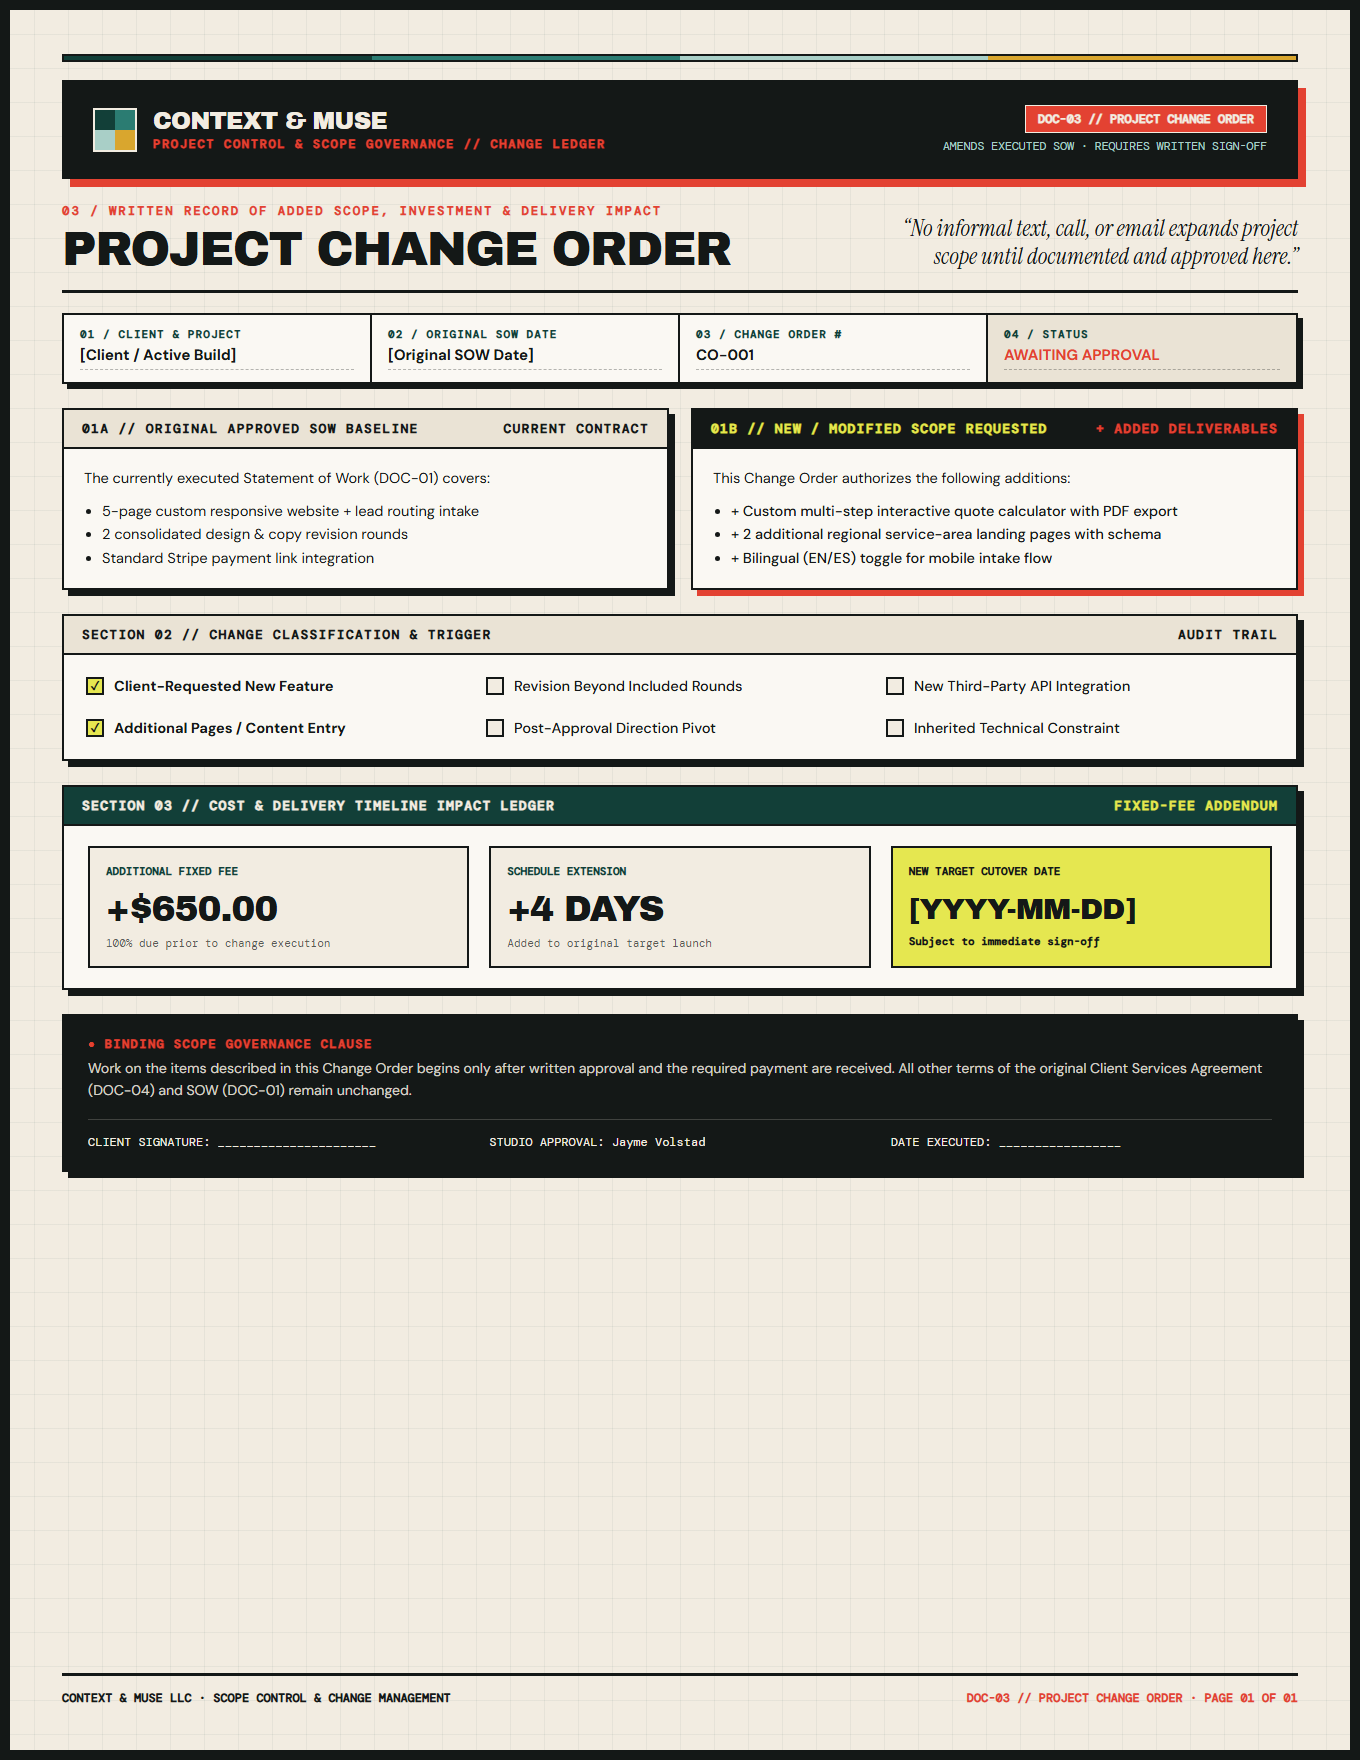 CONTEXT & MUSE
PROJECT CONTROL & SCOPE GOVERNANCE // CHANGE LEDGER
DOC-03 // PROJECT CHANGE ORDER
AMENDS EXECUTED SOW · REQUIRES WRITTEN SIGN-OFF
03 / WRITTEN RECORD OF ADDED SCOPE, INVESTMENT & DELIVERY IMPACT
PROJECT CHANGE ORDER
“No informal text, call, or email expands project
scope until documented and approved here.”
01 / CLIENT & PROJECT
[Client / Active Build]
02 / ORIGINAL SOW DATE
[Original SOW Date]
03 / CHANGE ORDER #
CO-001
04 / STATUS
AWAITING APPROVAL
01A // ORIGINAL APPROVED SOW BASELINE
CURRENT CONTRACT
The currently executed Statement of Work (DOC-01) covers:
• 5-page custom responsive website + lead routing intake
• 2 consolidated design & copy revision rounds
• Standard Stripe payment link integration
01B // NEW / MODIFIED SCOPE REQUESTED
+ ADDED DELIVERABLES
This Change Order authorizes the following additions:
• + Custom multi-step interactive quote calculator with PDF export
• + 2 additional regional service-area landing pages with schema
• + Bilingual (EN/ES) toggle for mobile intake flow
SECTION 02 // CHANGE CLASSIFICATION & TRIGGER
AUDIT TRAIL
✓ Client-Requested New Feature
Revision Beyond Included Rounds
New Third-Party API Integration
✓ Additional Pages / Content Entry
Post-Approval Direction Pivot
Inherited Technical Constraint
SECTION 03 // COST & DELIVERY TIMELINE IMPACT LEDGER
FIXED-FEE ADDENDUM
ADDITIONAL FIXED FEE
+$650.00
100% due prior to change execution
SCHEDULE EXTENSION
+4 DAYS
Added to original target launch
NEW TARGET CUTOVER DATE
[YYYY-MM-DD]
Subject to immediate sign-off
● BINDING SCOPE GOVERNANCE CLAUSE
Work on the items described in this Change Order begins only after written approval and the required payment are received. All other terms of the original Client Services Agreement
(DOC-04) and SOW (DOC-01) remain unchanged.
CLIENT SIGNATURE: ______________________
STUDIO APPROVAL: Jayme Volstad
DATE EXECUTED: _________________
CONTEXT & MUSE LLC · SCOPE CONTROL & CHANGE MANAGEMENT
DOC-03 // PROJECT CHANGE ORDER · PAGE 01 OF 01